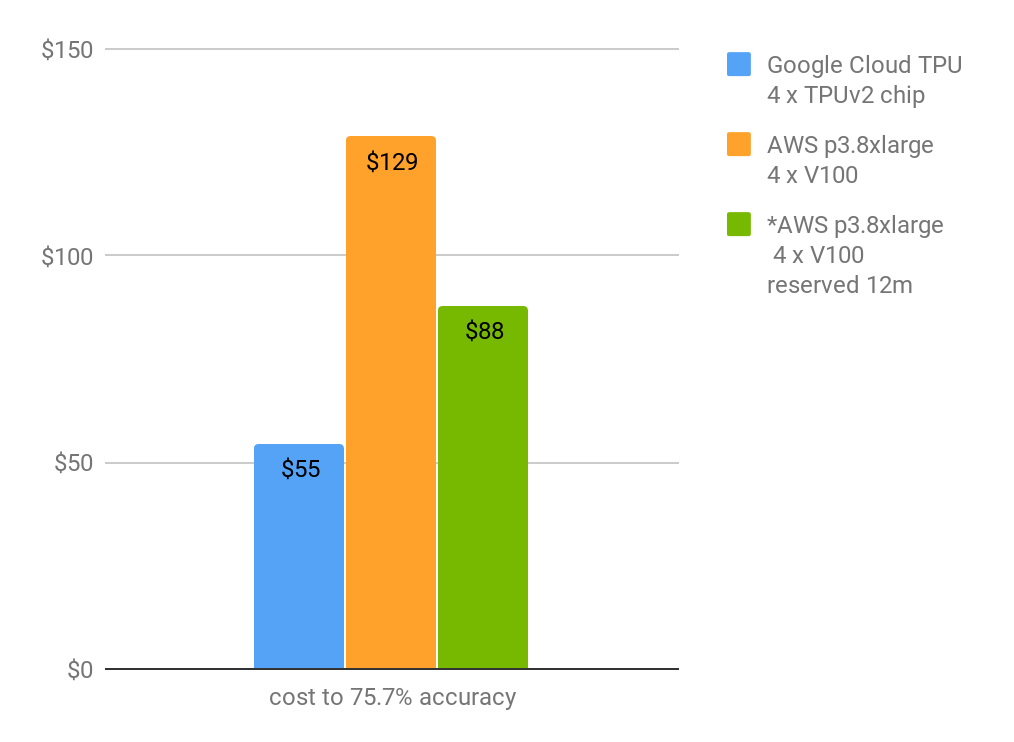 $150
$100
$50
$0
$129
$88
$55
cost to 75.7% accuracy
Google Cloud TPU
4 x TPUv2 chip
AWS p3.8xlarge
4 x V100
*AWS p3.8xlarge
4 x V100
reserved 12m